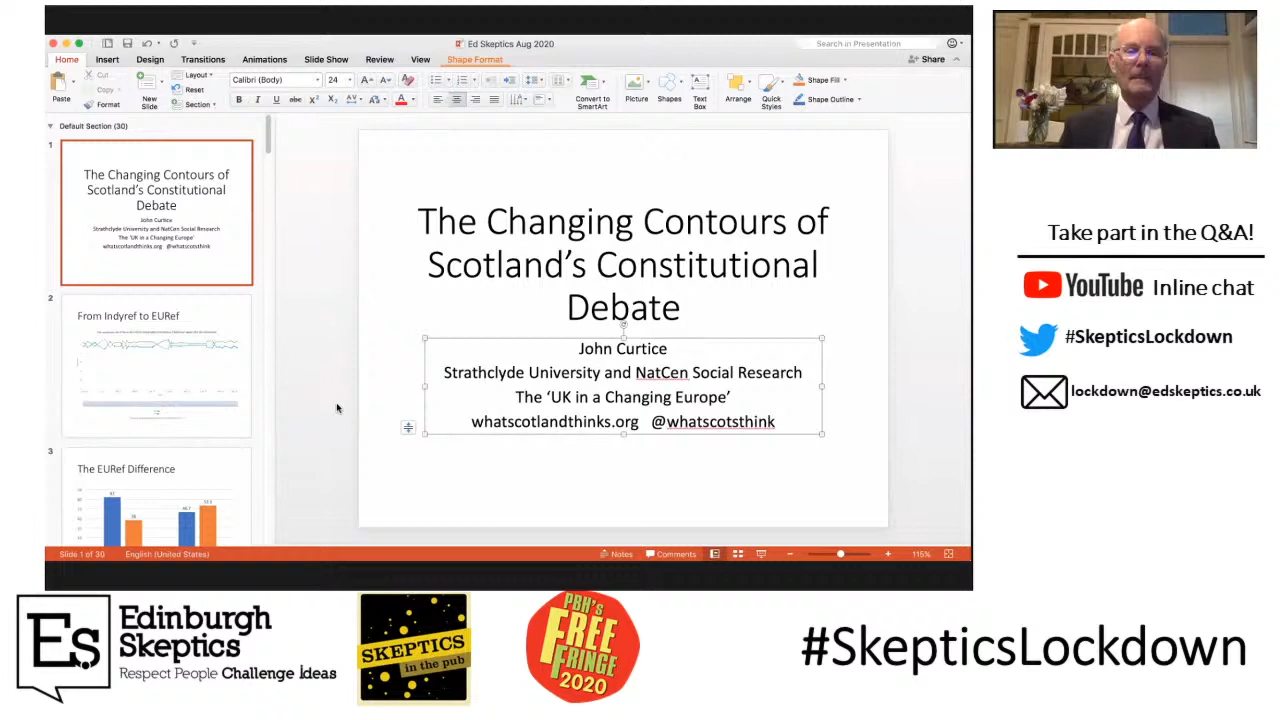 Ed Skeptics Aug 2020
Search in Presentation
Home
Insert
Design
Transitions
Animations
Slide Show
Review
View
Shape Format
Share
Paste
Cut
Copy
Format
New Slide
Layout
Reset
Section
Calibri (Body)
24
Convert to SmartArt
Picture
Shapes
Text Box
Arrange
Quick Styles
Shape Fill
Shape Outline
Default Section (30)
1
The Changing Contours of
Scotland's Constitutional
Debate
John Curtice
Strathclyde University and NatCen Social Research
The 'UK in a Changing Europe'
whatscotlandthinks.org @whatscotsthink
2
From Indyref to EURef
3
The EURef Difference
The Changing Contours of
Scotland's Constitutional
Debate
John Curtice
Strathclyde University and NatCen Social Research
The 'UK in a Changing Europe'
whatscotlandthinks.org @whatscotsthink
Slide 1 of 30
English (United States)
Notes
Comments
115%
Take part in the Q&A!
YouTube Inline chat
#SkepticsLockdown
lockdown@edskeptics.co.uk
Es
Edinburgh
Skeptics
Respect People Challenge Ideas
SKEPTICS
in the pub
PBH's
FREE
FRINGE
2020
#SkepticsLockdown